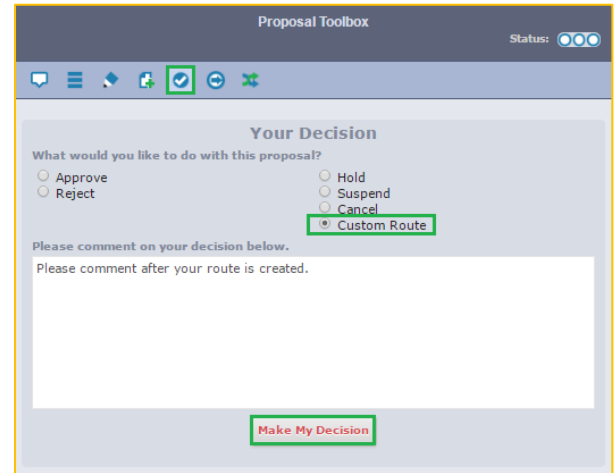 Proposal Toolbox
Status:
Your Decision
What would you like to do with this proposal?
Approve
Reject
Hold
Suspend
Cancel
Custom Route
Please comment on your decision below.
Please comment after your route is created.
Make My Decision